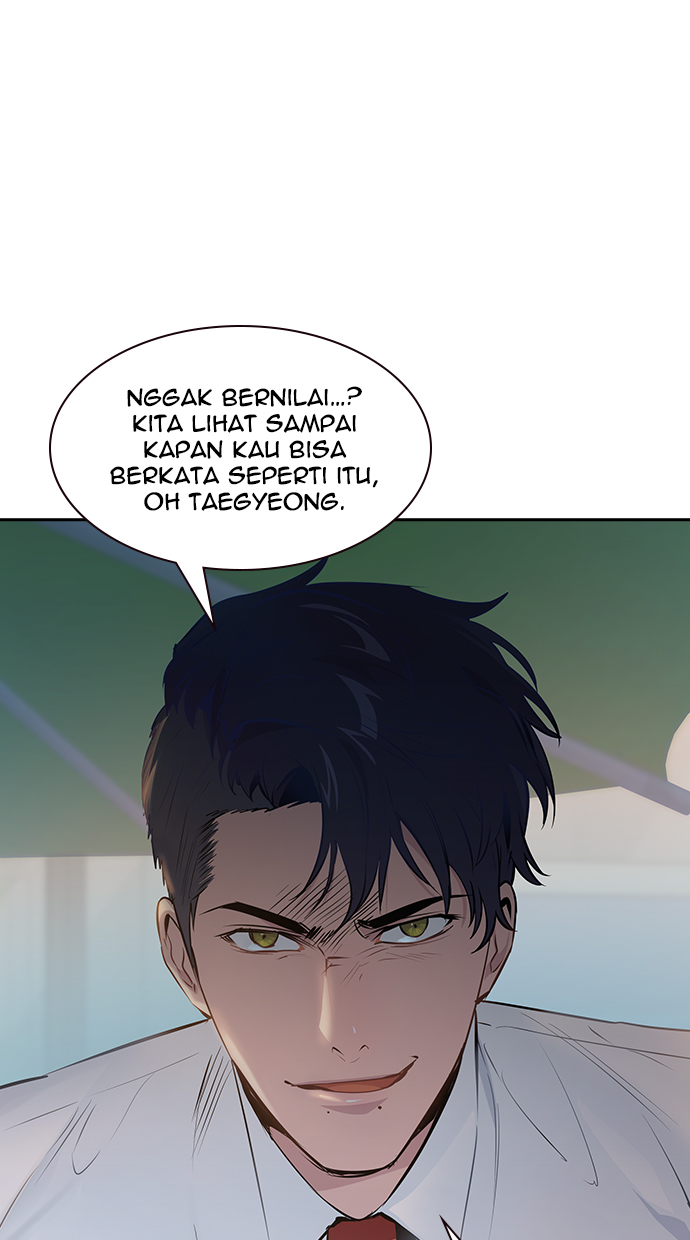 NGGAK BERNILAI...?
KITA LIHAT SAMPAI
KAPAN KAU BISA
BERKATA SEPERTI ITU,
OH TAEGYEONG.